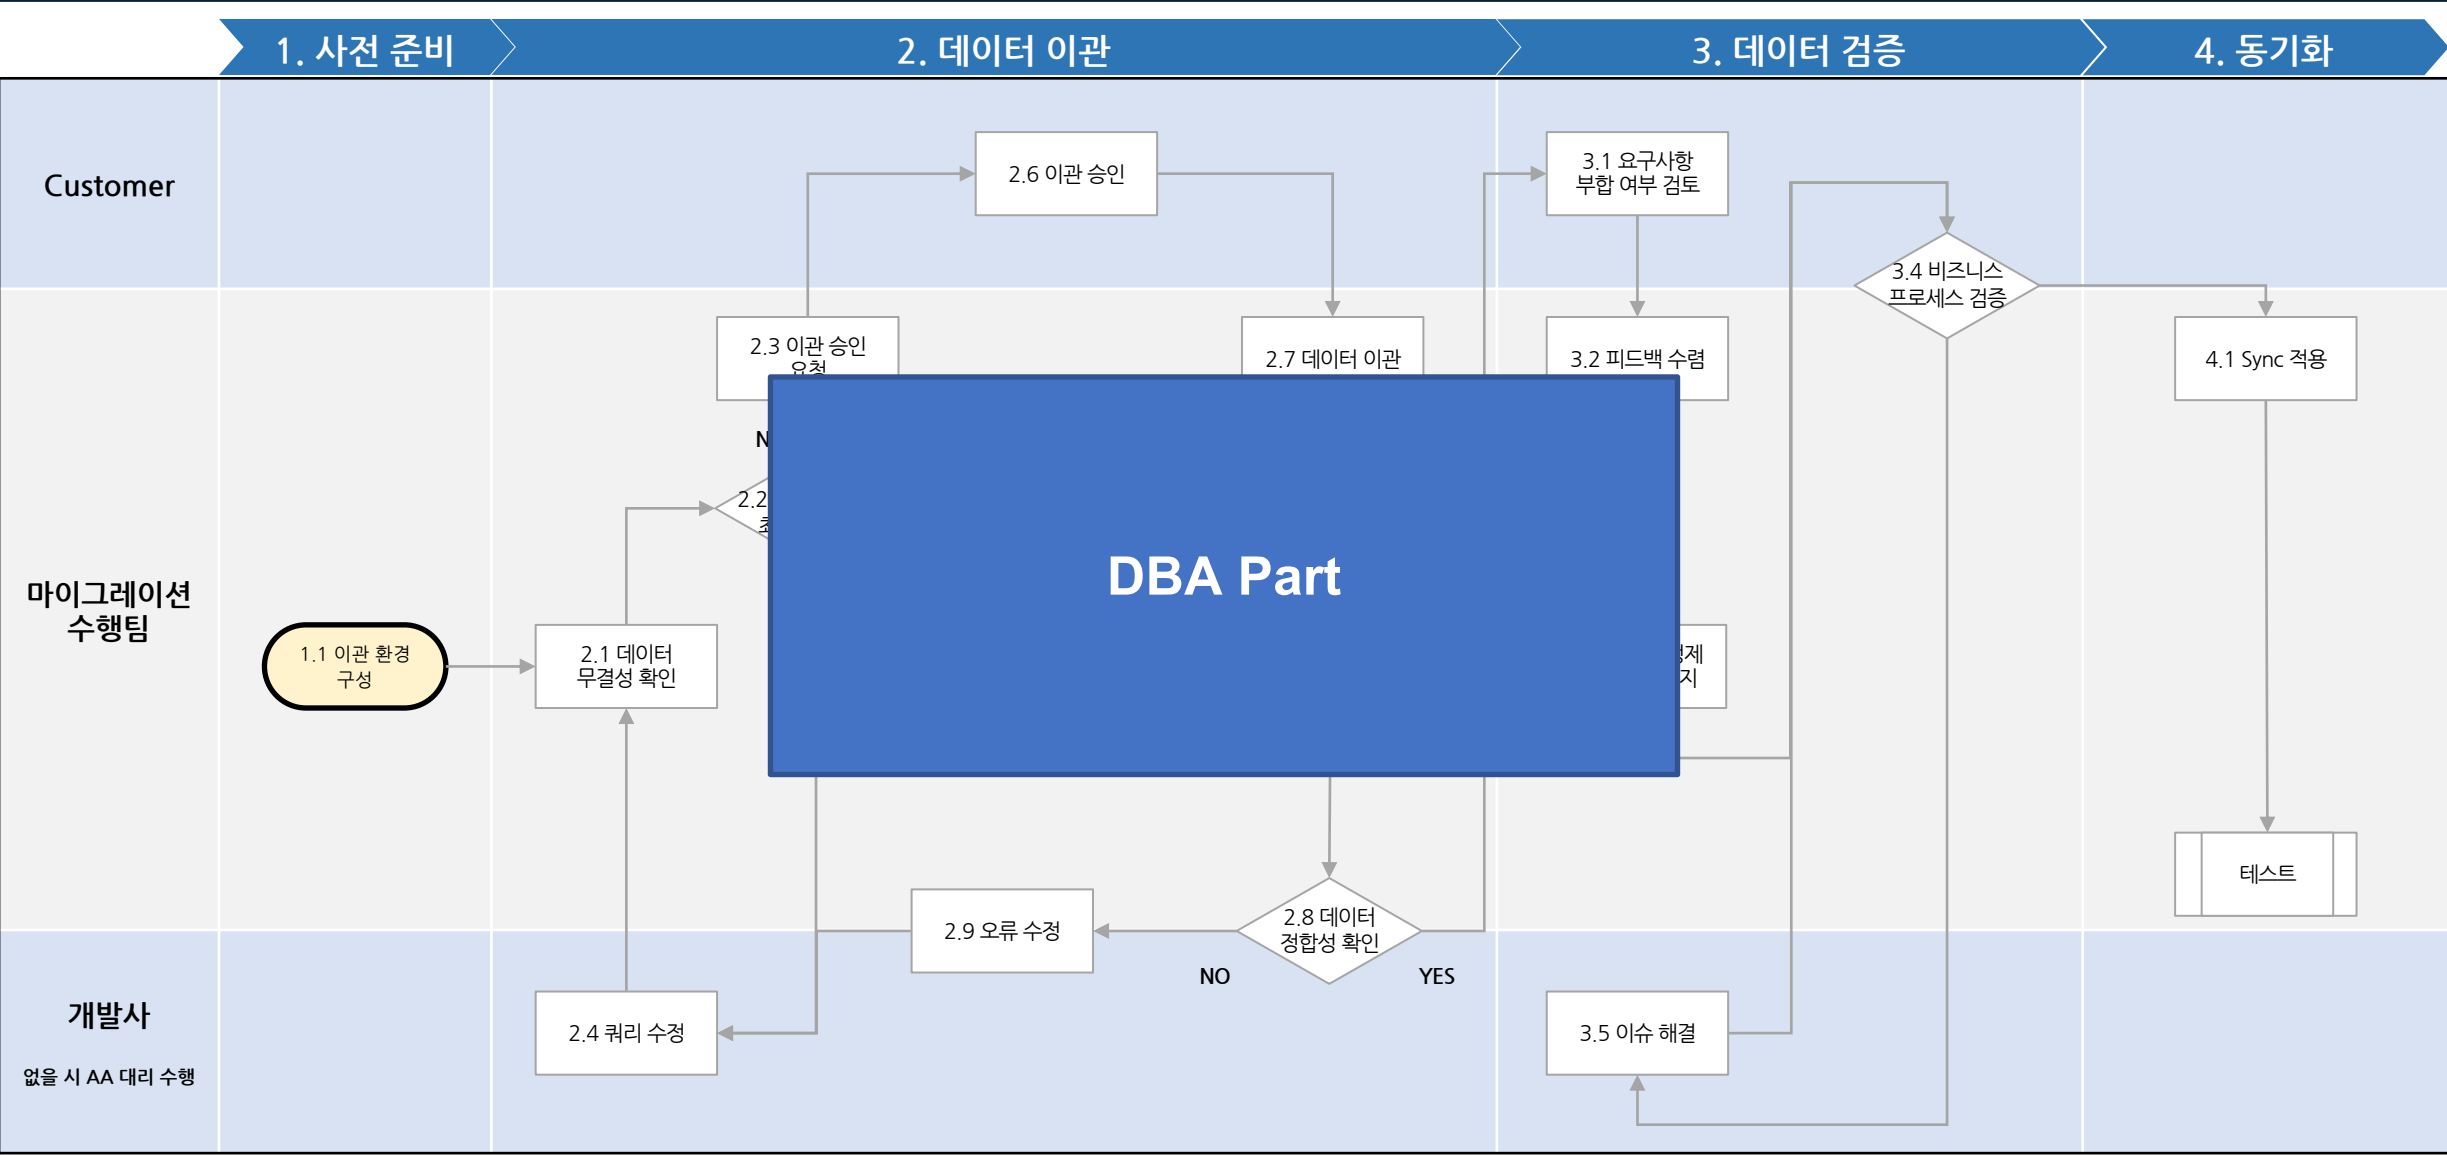 1. 사전 준비
2. 데이터 이관
3. 데이터 검증
4. 동기화
Customer
2.6 이관 승인
3.1 요구사항
부합 여부 검토
3.4 비즈니스
프로세스 검증
마이그레이션
수행팀
2.3 이관 승인
요청
2.7 데이터 이관
3.2 피드백 수렴
4.1 Sync 적용
2.2
DBA Part
1.1 이관 환경
구성
2.1 데이터
무결성 확인
지
테스트
2.9 오류 수정
2.8 데이터
정합성 확인
NO
YES
개발사
없을 시 AA 대리 수행
2.4 쿼리 수정
3.5 이슈 해결